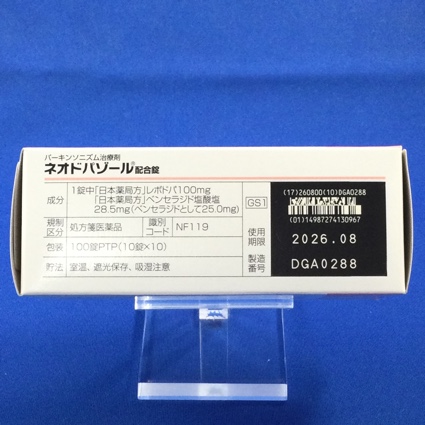 パーキンソニズム治療剤
ネオドパゾール®配合錠
成分
1錠中「日本薬局方」レボドパ100mg
「日本薬局方」ベンセラジド塩酸塩
28.5mg(ベンセラジドとして25.0mg)
規制区分
処方箋医薬品
識別コード
NF119
包装
100錠PTP(10錠×10)
貯法
室温、遮光保存、吸湿注意
GS1
(17)260800(10)DGA0288
(01)14987274130967
使用期限
2026.08
製造番号
DGA0288